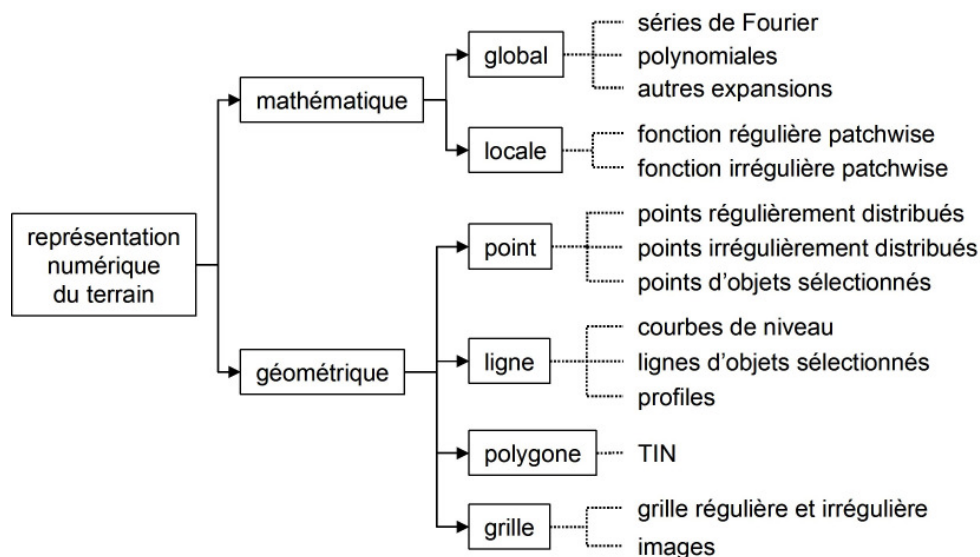 représentation
numérique
du terrain
mathématique
global
séries de Fourier
polynomiales
autres expansions
locale
fonction régulière patchwise
fonction irrégulière patchwise
géométrique
point
points régulièrement distribués
points irrégulièrement distribués
points d'objets sélectionnés
ligne
courbes de niveau
lignes d'objets sélectionnés
profiles
polygone
TIN
grille
grille régulière et irrégulière
images